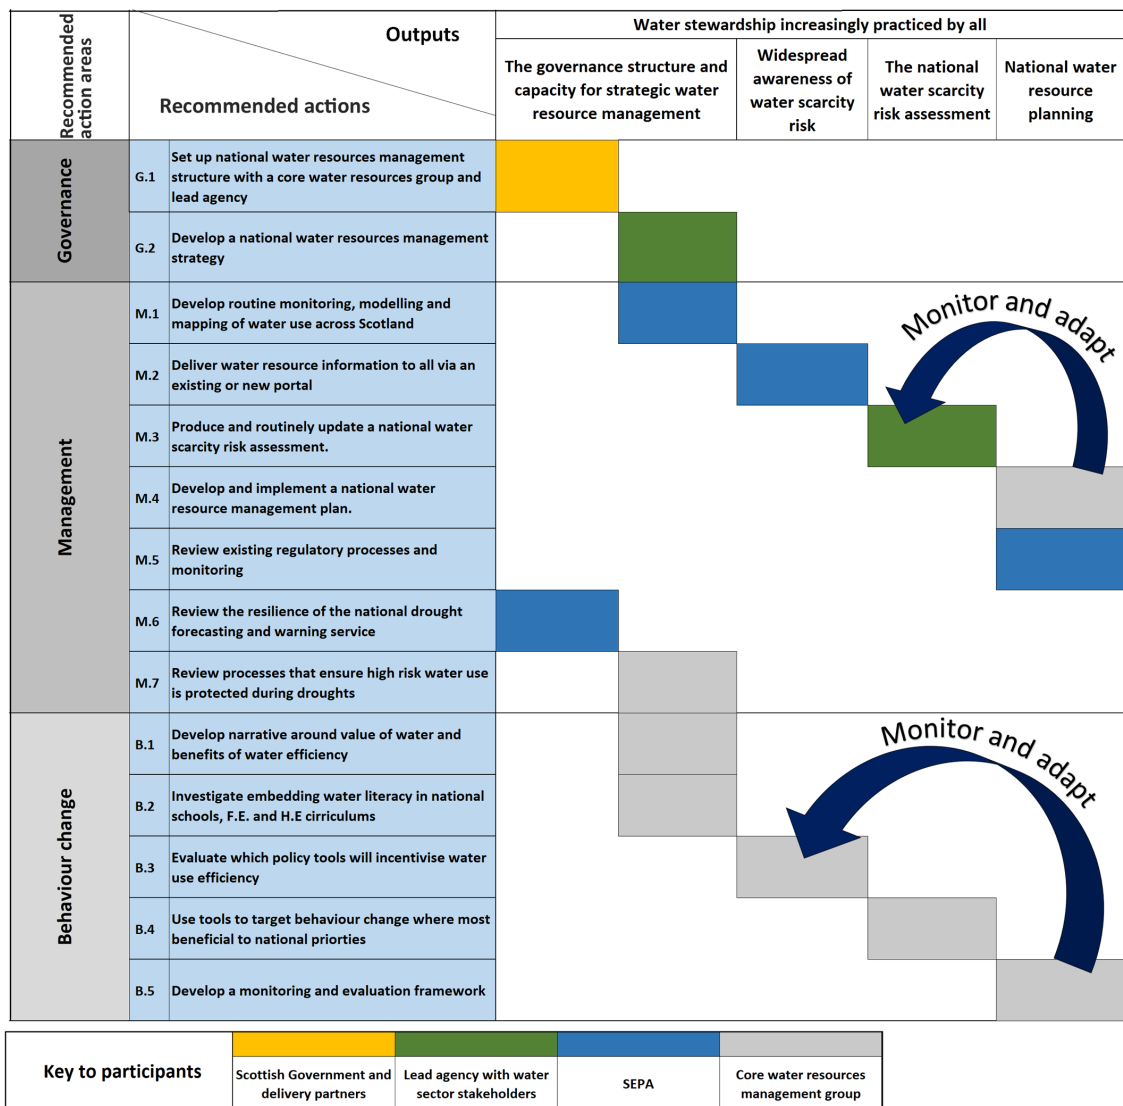 Recommended
action areas
Outputs
Recommended actions
Water stewardship increasingly practiced by all
The governance structure and
capacity for strategic water
resource management
Widespread
awareness of
water scarcity
risk
The national
water scarcity
risk assessment
National water
resource
planning
Governance
G.1
Set up national water resources management
structure with a core water resources group and
lead agency
G.2
Develop a national water resources management
strategy
Management
M.1
Develop routine monitoring, modelling and
mapping of water use across Scotland
M.2
Deliver water resource information to all via an
existing or new portal
M.3
Produce and routinely update a national water
scarcity risk assessment.
M.4
Develop and implement a national water
resource management plan.
M.5
Review existing regulatory processes and
monitoring
M.6
Review the resilience of the national drought
forecasting and warning service
M.7
Review processes that ensure high risk water use
is protected during droughts
Monitor and adapt
Behaviour change
B.1
Develop narrative around value of water and
benefits of water efficiency
B.2
Investigate embedding water literacy in national
schools, F.E. and H.E cirriculums
B.3
Evaluate which policy tools will incentivise water
use efficiency
B.4
Use tools to target behaviour change where most
beneficial to national priorties
B.5
Develop a monitoring and evaluation framework
Monitor and adapt
Key to participants
Scottish Government and
delivery partners
Lead agency with water
sector stakeholders
SEPA
Core water resources
management group